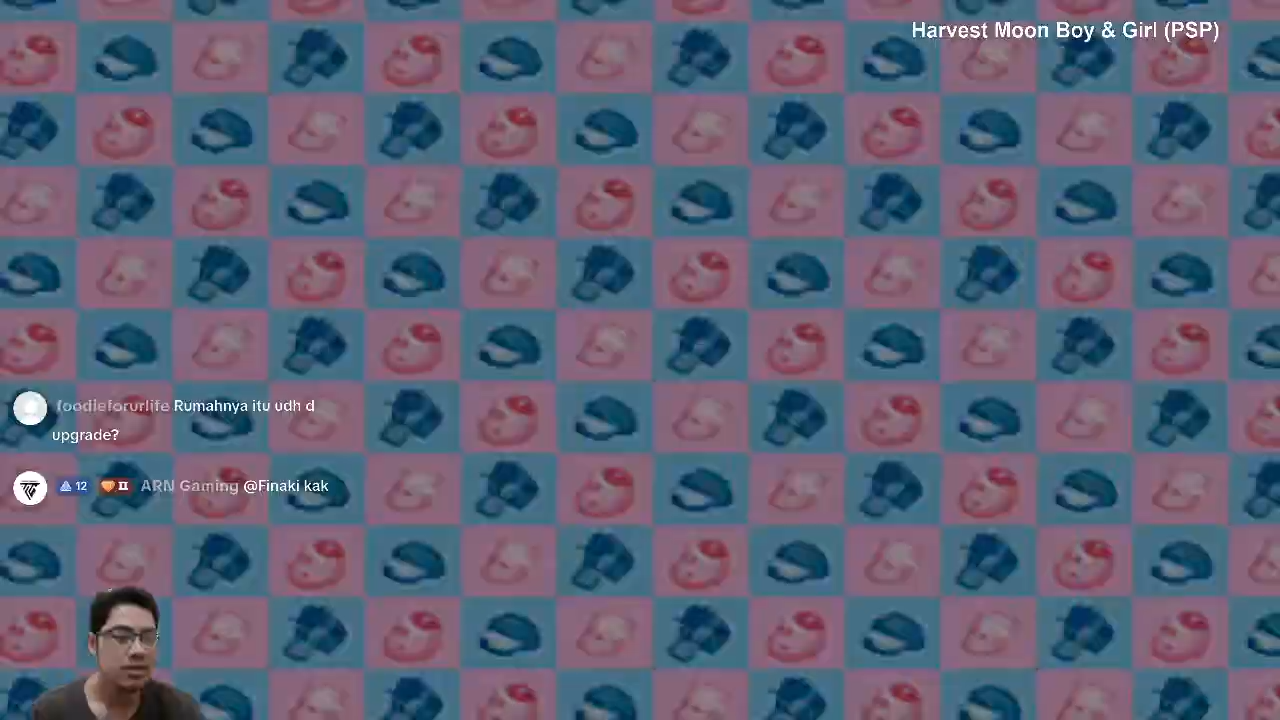 Harvest Moon Boy & Girl (PSP)
foodieforurlife Rumahnya itu udh d
upgrade?
12 II ARN Gaming @Finaki kak